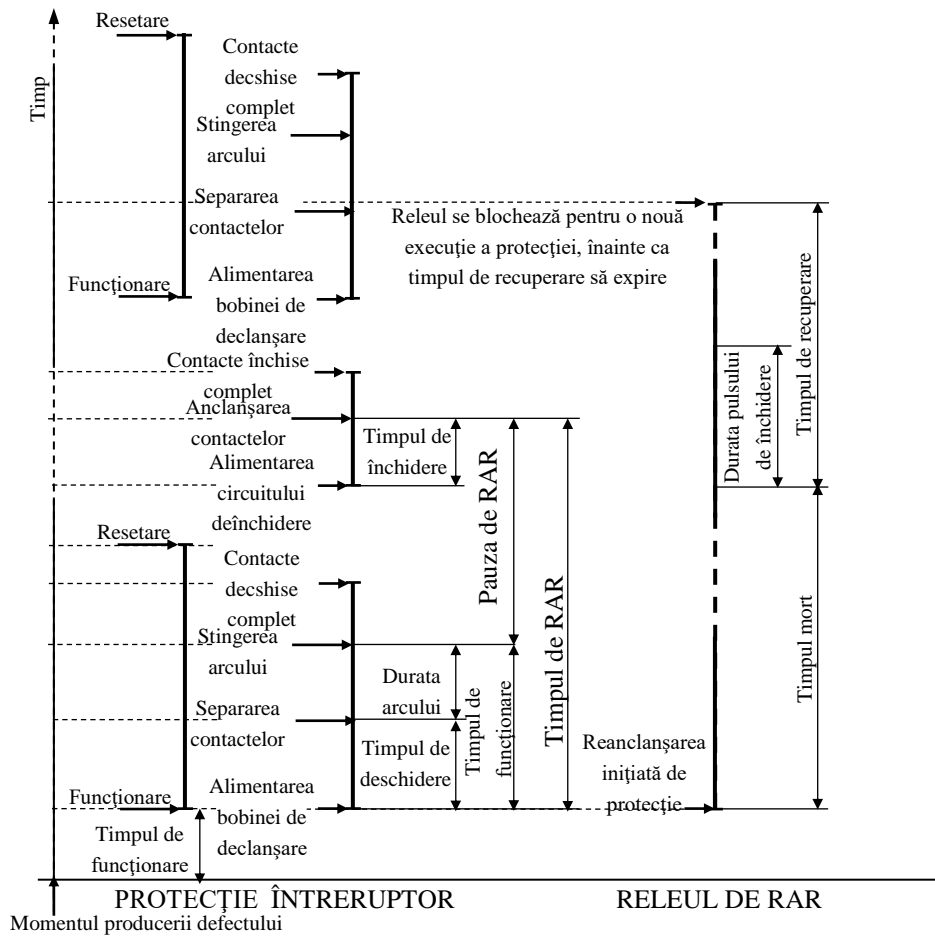 Resetare
Contacte
decshise
complet
Stingerea
arcului
Separarea
contactelor
Funcţionare
Alimentarea
bobinei de
declanşare
Timp
Releul se blochează pentru o nouă
execuţie a protecţiei, înainte ca
timpul de recuperare să expire
Contacte închise
complet
Anclanşarea
contactelor
Alimentarea
circuitului
deînchidere
Timpul de
închidere
Pauza de RAR
Timpul de RAR
Durata pulsului
de închidere
Timpul de recuperare
Resetare
Contacte
decshise
complet
Stingerea
arcului
Separarea
contactelor
Funcţionare
Alimentarea
bobinei de
declanşare
Durata
arcului
Timpul de
deschidere
Timpul de
funcţionare
Reanclanşarea
iniţiată de
protecţie
Timpul mort
Timpul de
funcţionare
PROTECŢIE ÎNTRERUPTOR
RELEUL DE RAR
Momentul producerii defectului